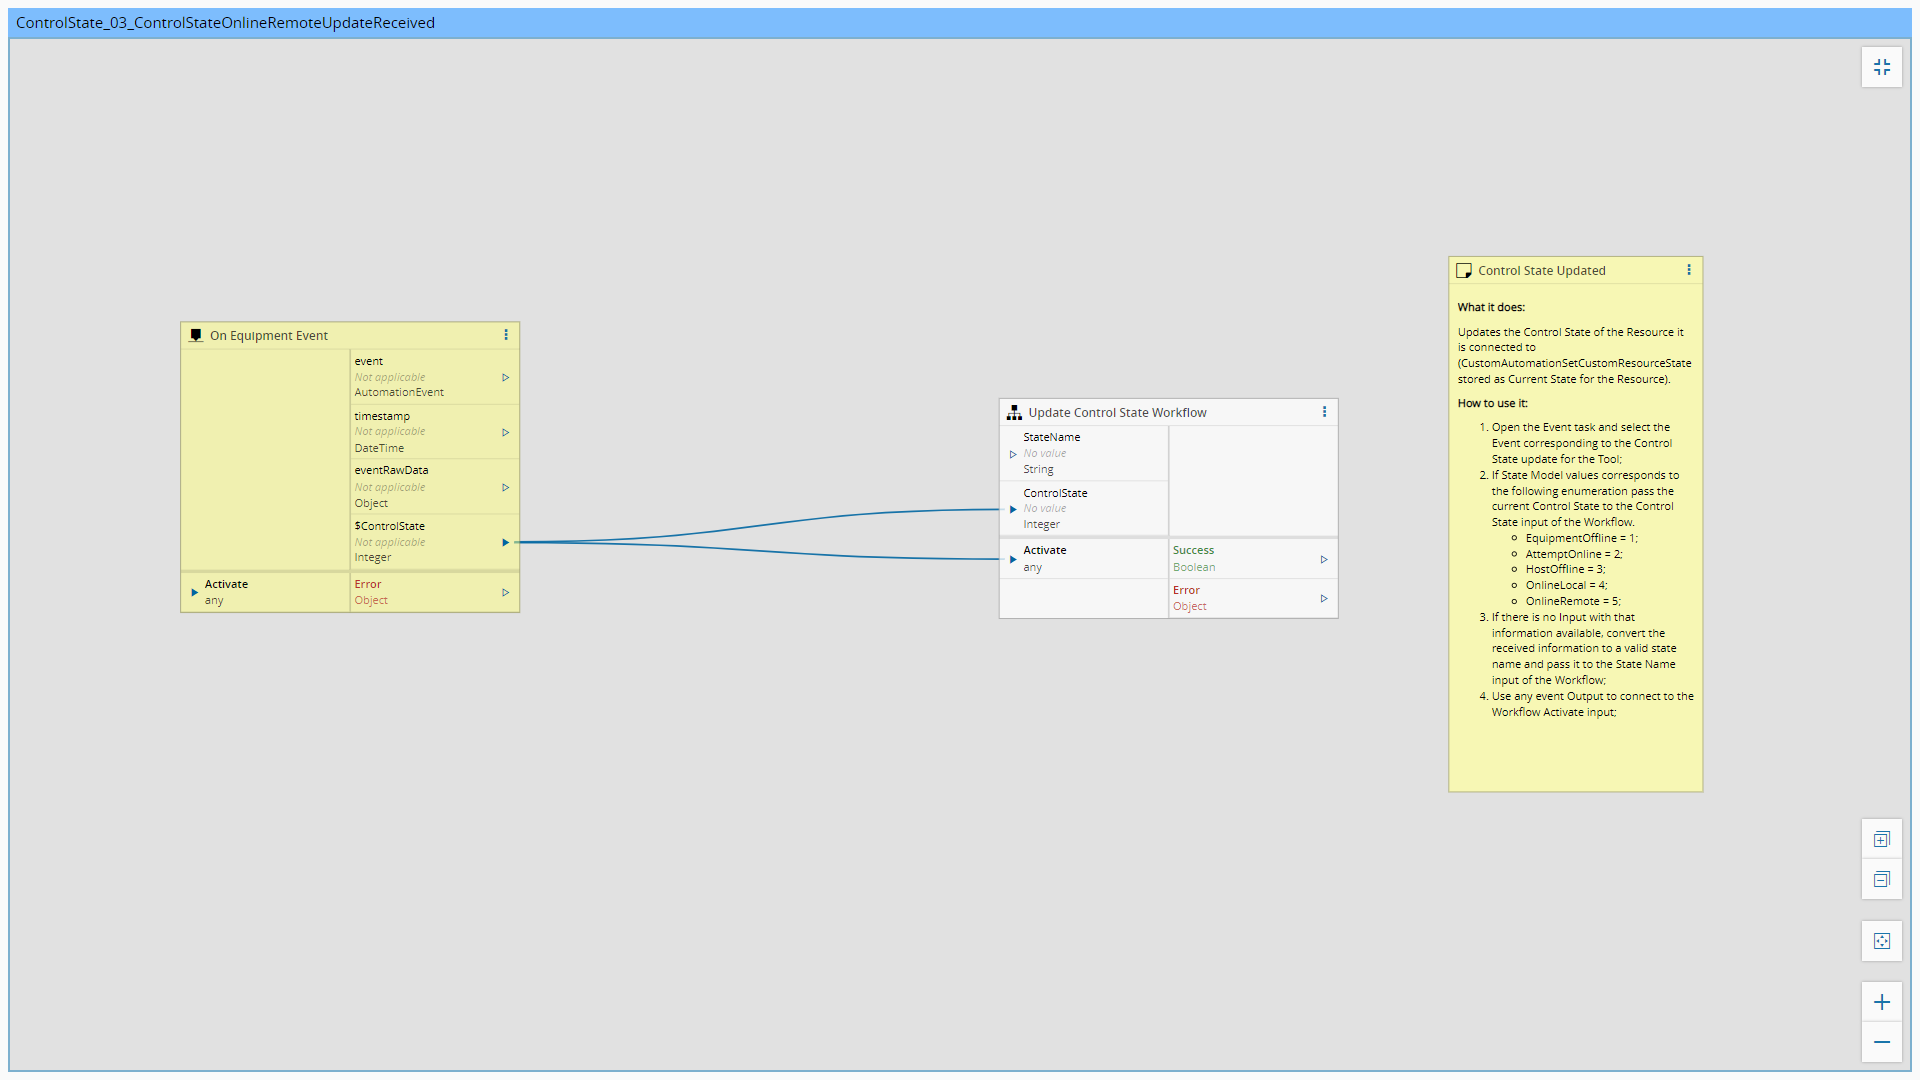 ControlState_03_ControlStateOnlineRemoteUpdateReceived
On Equipment Event
event
Not applicable
AutomationEvent
timestamp
Not applicable
DateTime
eventRawData
Not applicable
Object
$ControlState
Not applicable
Integer
Activate
any
Error
Object
Update Control State Workflow
StateName
No value
String
ControlState
No value
Integer
Activate
any
Success
Boolean
Error
Object
Control State Updated
What it does:
Updates the Control State of the Resource it
is connected to
(CustomAutomationSetCustomResourceState
stored as Current State for the Resource).
How to use it:
1. Open the Event task and select the
Event corresponding to the Control
State update for the Tool;
2. If State Model values corresponds to
the following enumeration pass the
current Control State to the Control
State input of the Workflow.
EquipmentOffline = 1;
AttemptOnline = 2;
HostOffline = 3;
OnlineLocal = 4;
OnlineRemote = 5;
3. If there is no Input with that
information available, convert the
received information to a valid state
name and pass it to the State Name
input of the Workflow;
4. Use any event Output to connect to the
Workflow Activate input;